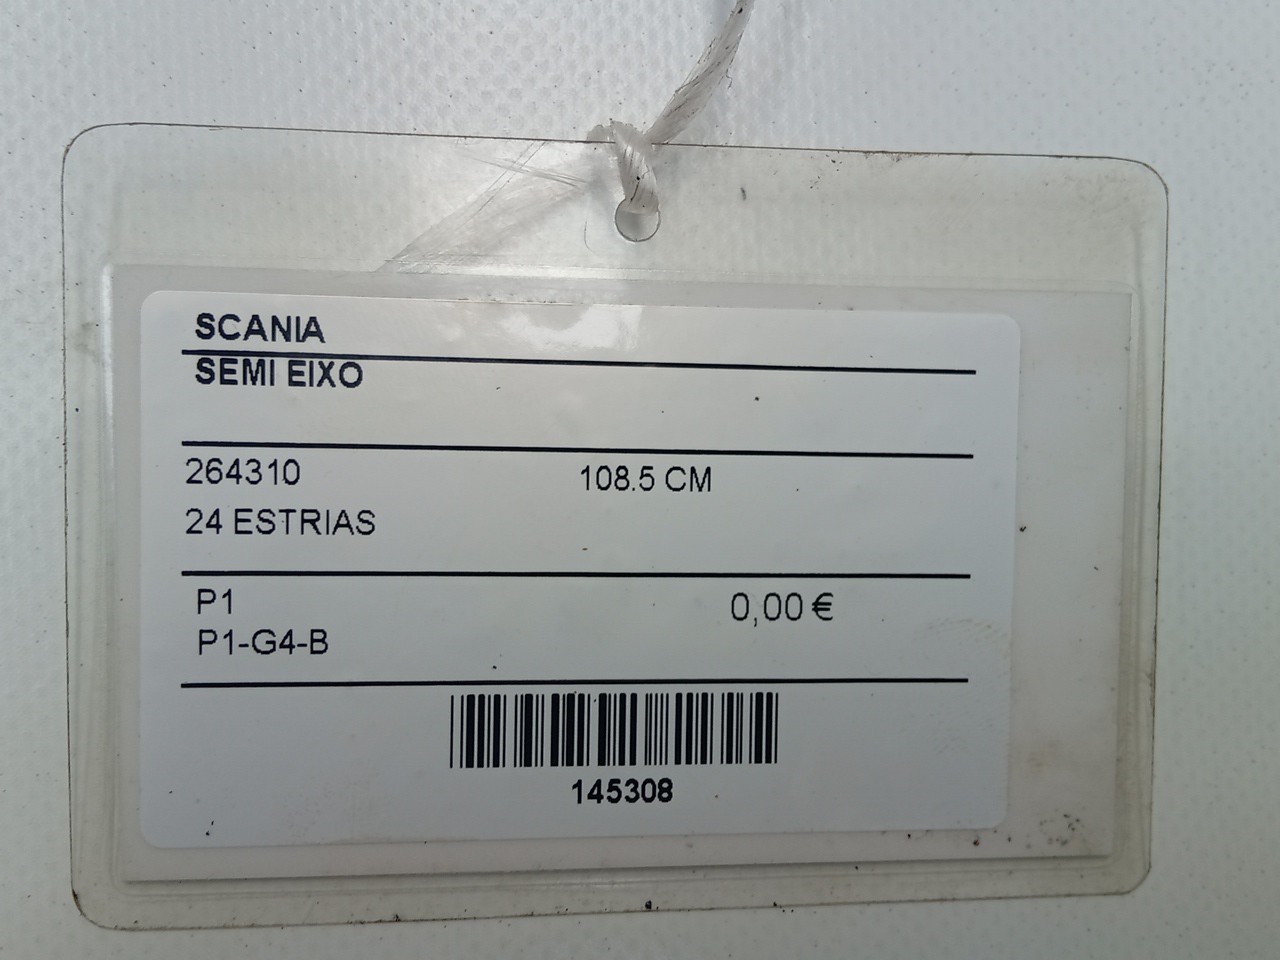 SCANIA
SEMI EIXO
264310 108.5 CM
24 ESTRIAS
P1 0,00 €
P1-G4-B
145308